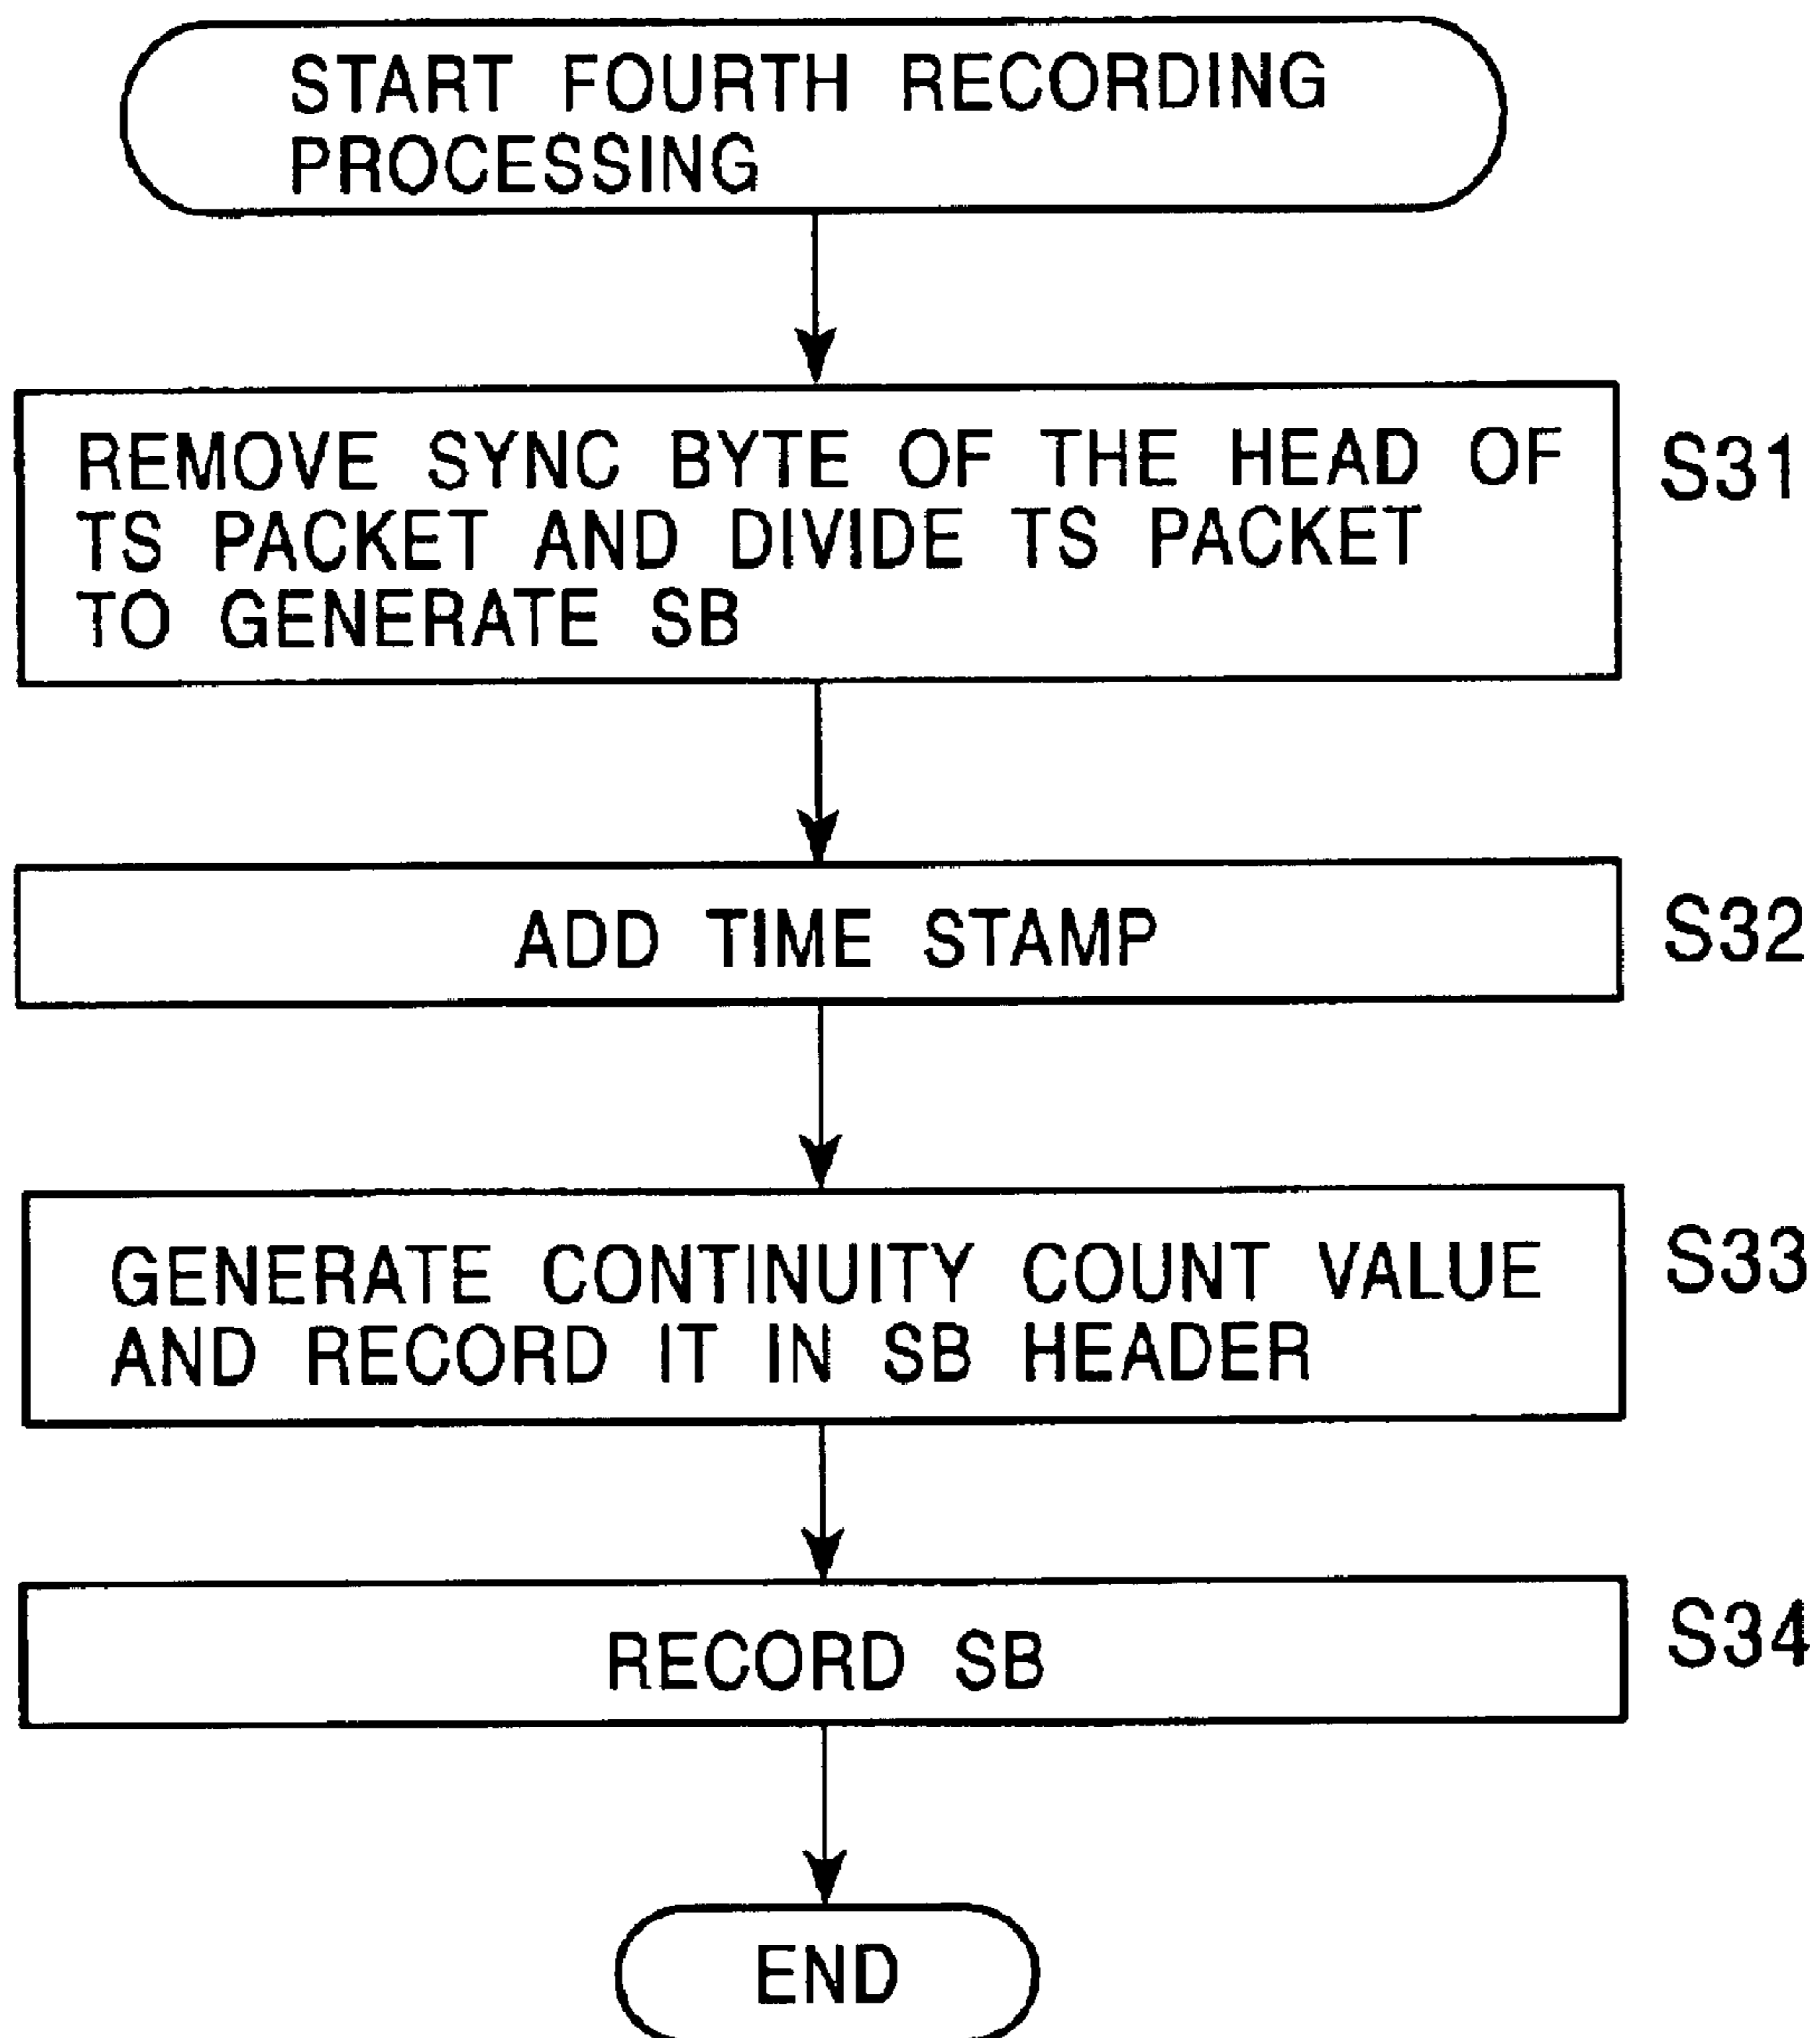 START FOURTH RECORDING
PROCESSING
REMOVE SYNC BYTE OF THE HEAD OF
TS PACKET AND DIVIDE TS PACKET
TO GENERATE SB
S31
ADD TIME STAMP
S32
GENERATE CONTINUITY COUNT VALUE
AND RECORD IT IN SB HEADER
S33
RECORD SB
S34
END